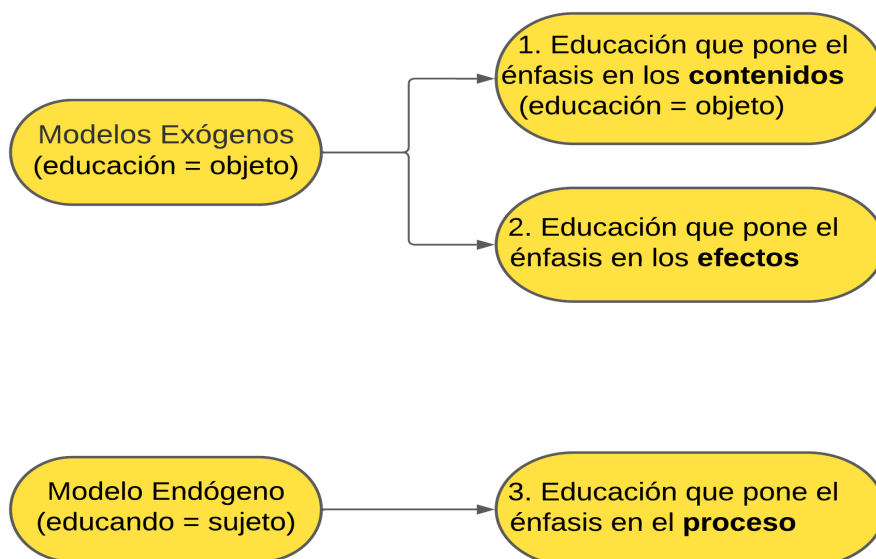 Modelos Exógenos
(educación = objeto)
1. Educación que pone el
énfasis en los contenidos
(educación = objeto)
2. Educación que pone el
énfasis en los efectos
Modelo Endógeno
(educando = sujeto)
3. Educación que pone el
énfasis en el proceso